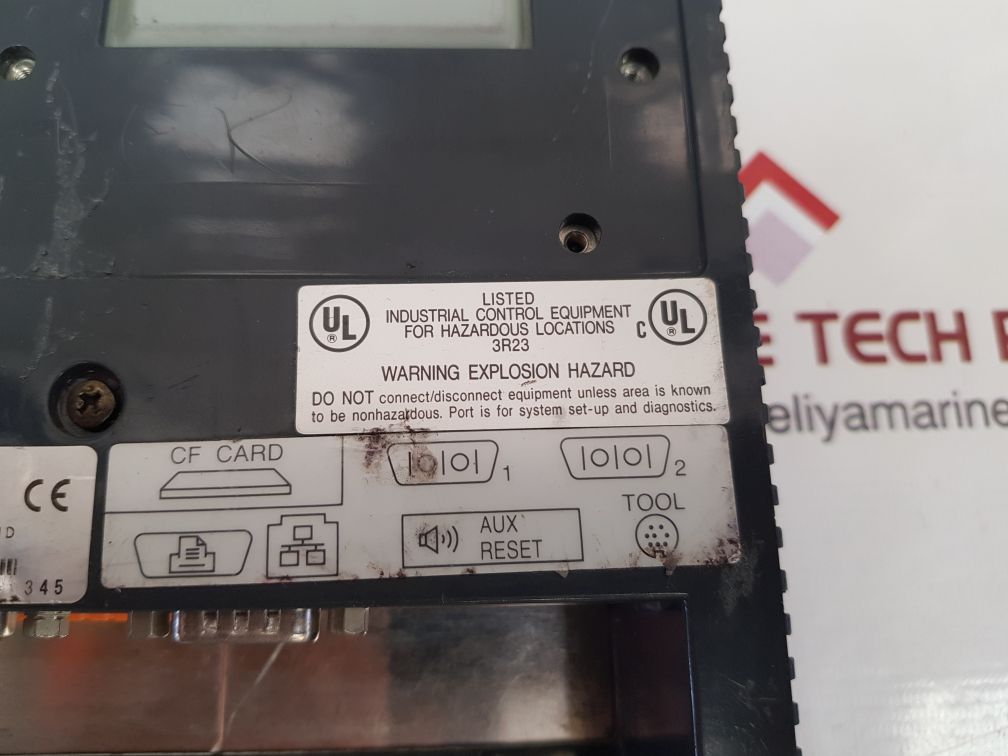 UL
®
LISTED
INDUSTRIAL CONTROL EQUIPMENT
FOR HAZARDOUS LOCATIONS
3R23
C UL
®
WARNING EXPLOSION HAZARD
DO NOT connect/disconnect equipment unless area is known
to be nonhazardous. Port is for system set-up and diagnostics.
CF CARD
|O|O| 1
|O|O| 2
CE
AUX
RESET
TOOL
345
E TECH
eliyamarine